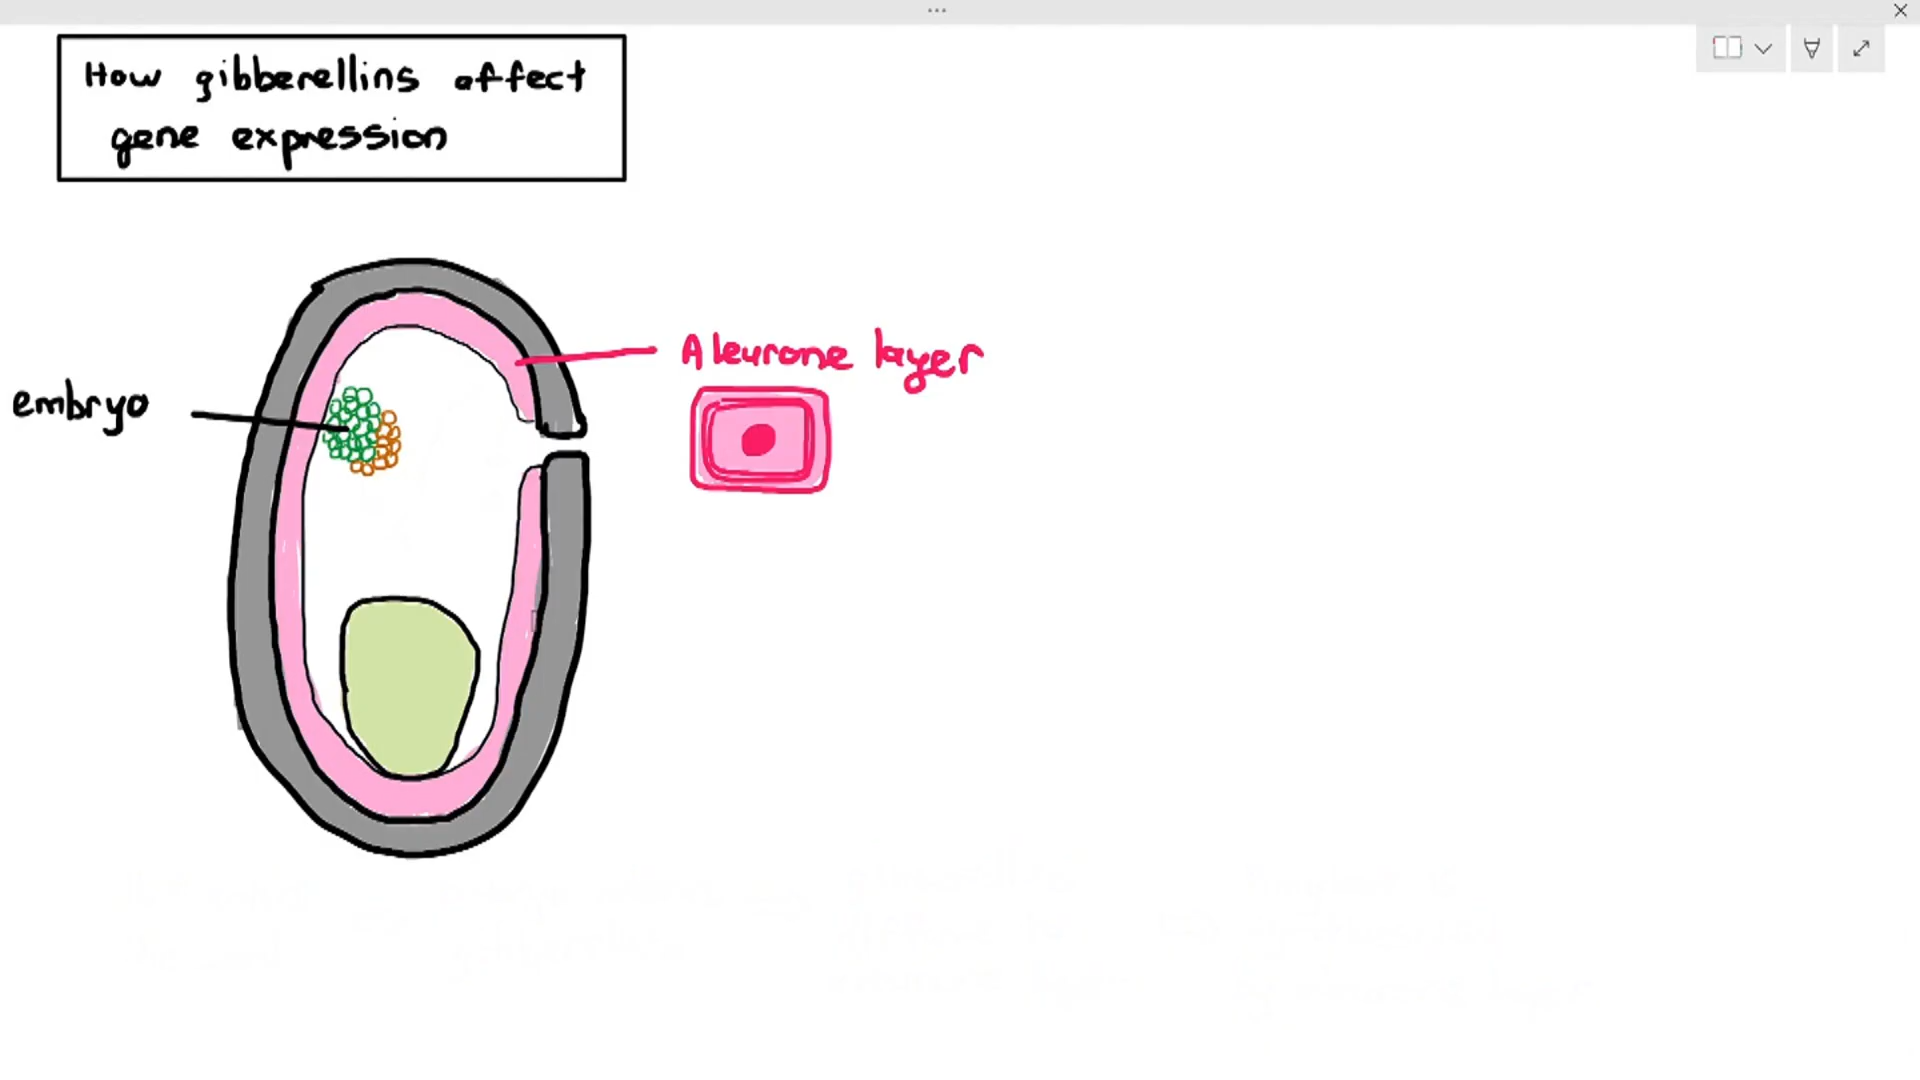 How gibberellins affect
gene expression
Aleurone layer
embryo